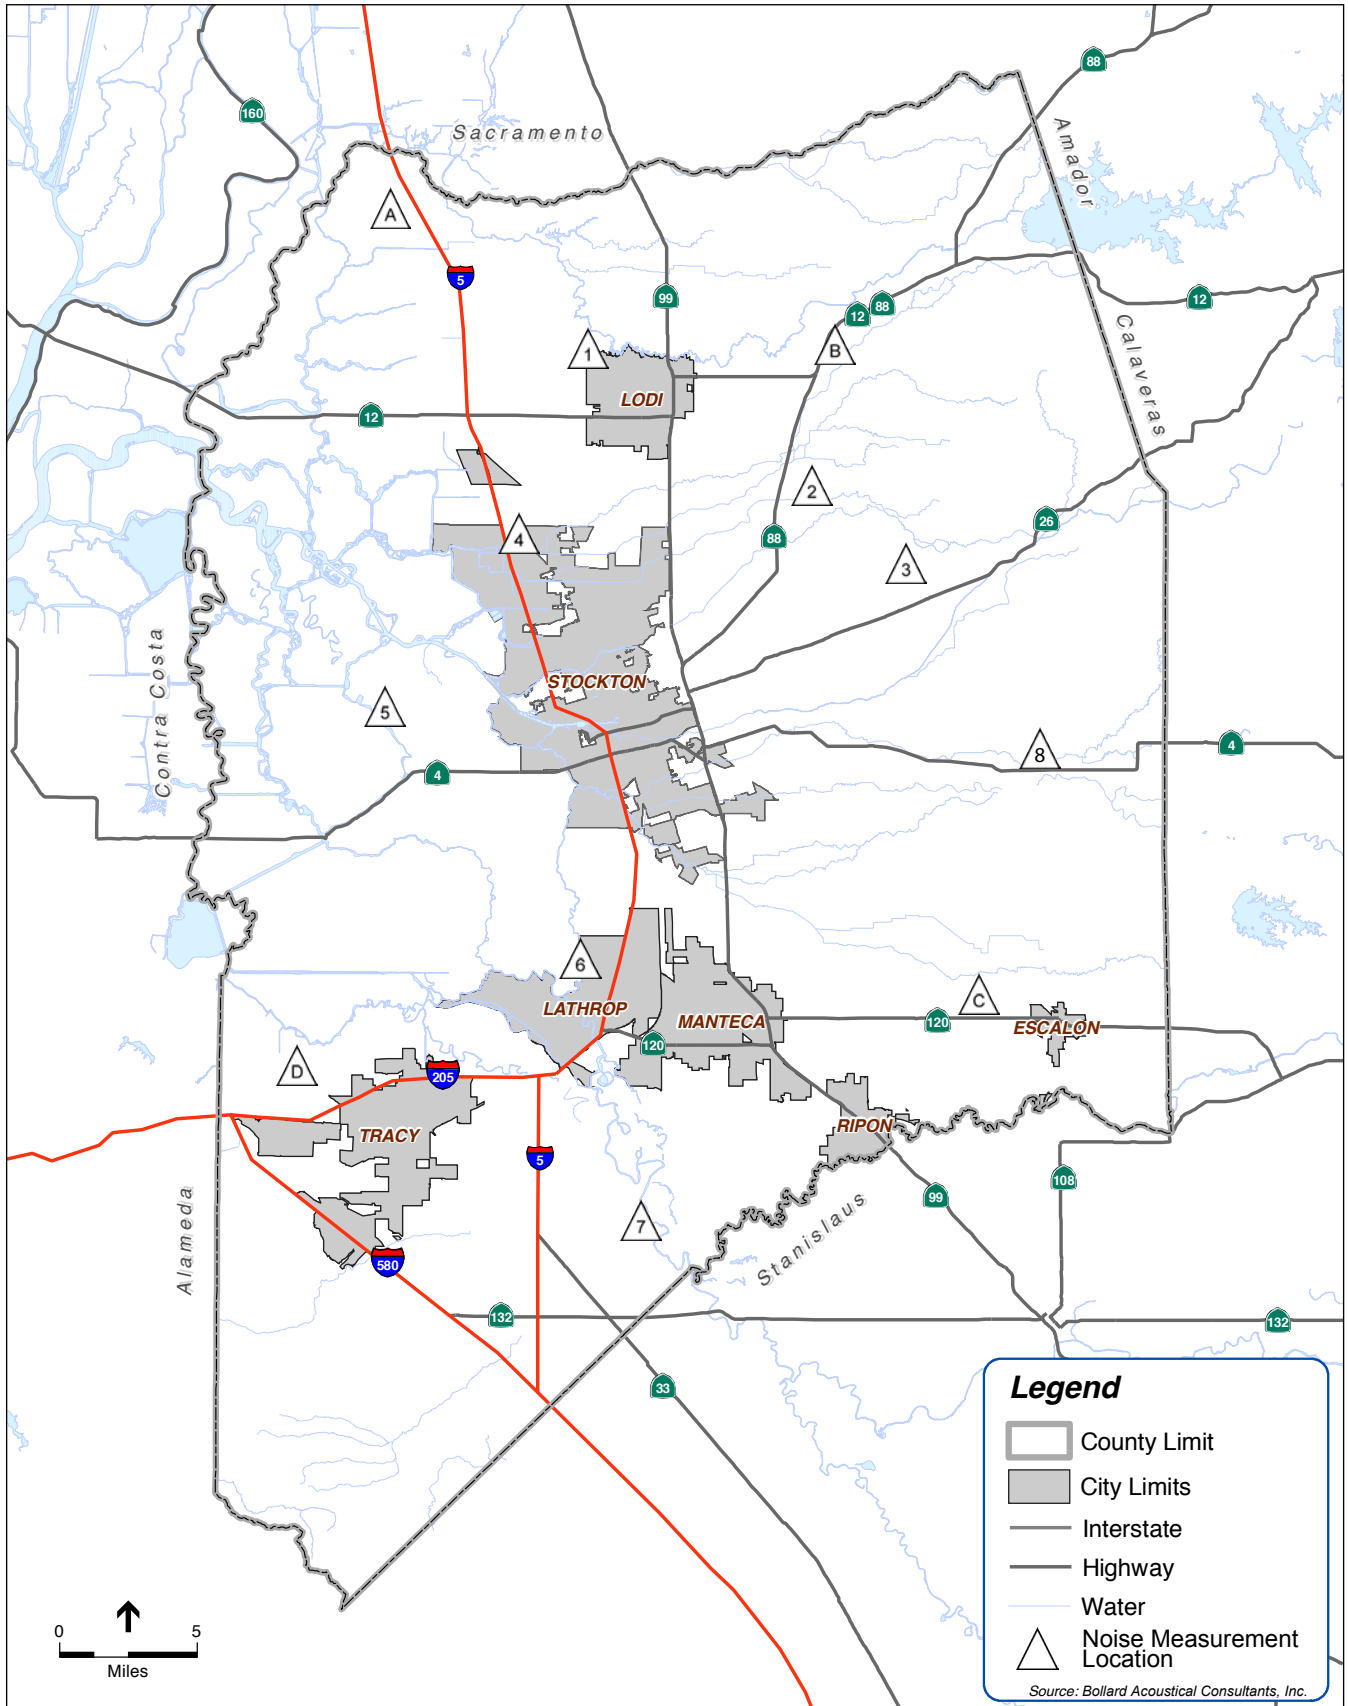 88
160
Sacramento
Amador
A
5
99
12
88
12
1
B
Calaveras
LODI
12
2
26
4
88
3
Contra Costa
STOCKTON
5
8
4
4
6
C
LATHROP
MANTECA
120
ESCALON
120
D
205
TRACY
RIPON
5
108
Alameda
99
7
Stanislaus
580
132
132
33
Legend
County Limit
City Limits
Interstate
Highway
Water
Noise Measurement
Location
Source: Bollard Acoustical Consultants, Inc.
0 5
Miles